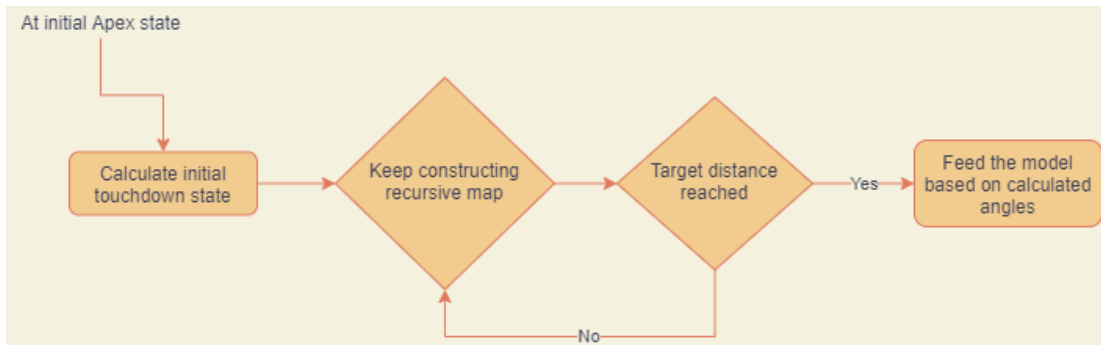 At initial Apex state
Calculate initial
touchdown state
Keep constructing
recursive map
Target distance
reached
Yes
Feed the model
based on calculated
angles
No